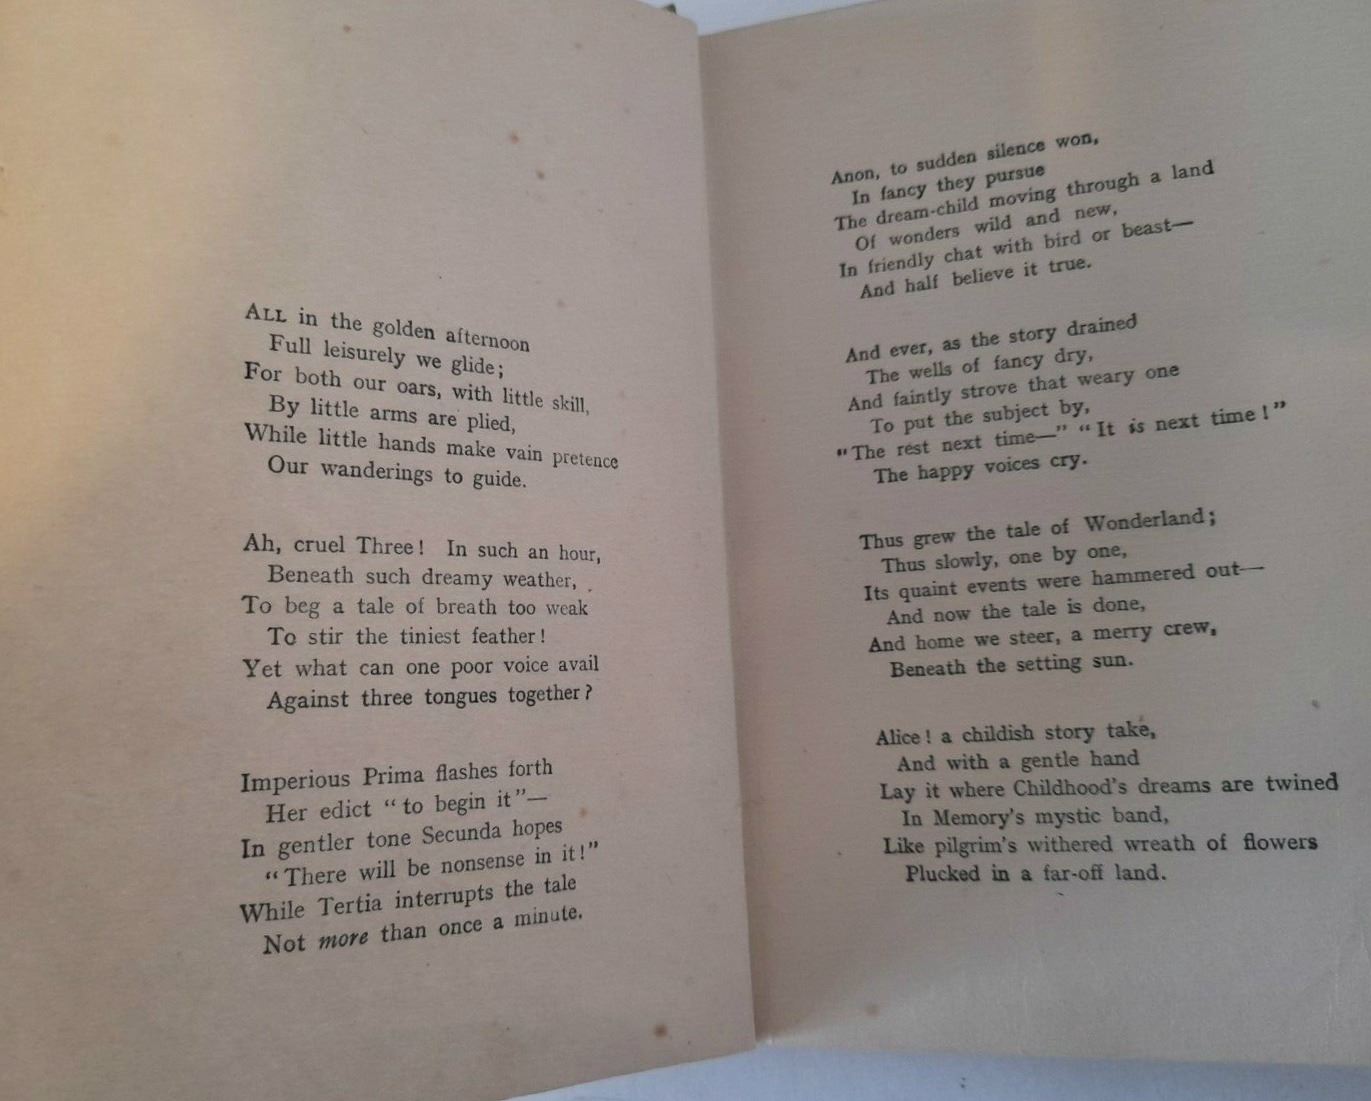 ALL in the golden afternoon
Full leisurely we glide;
For both our oars, with little skill,
By little arms are plied,
While little hands make vain pretence
Our wanderings to guide.
Ah, cruel Three! In such an hour,
Beneath such dreamy weather,
To beg a tale of breath too weak
To stir the tiniest feather!
Yet what can one poor voice avail
Against three tongues together?
Imperious Prima flashes forth
Her edict "to begin it"—
In gentler tone Secunda hopes
"There will be nonsense in it!"
While Tertia interrupts the tale
Not more than once a minute.
Anon, to sudden silence won,
In fancy they pursue
The dream-child moving through a land
Of wonders wild and new,
In friendly chat with bird or beast—
And half believe it true.
And ever, as the story drained
The wells of fancy dry,
And faintly strove that weary one
To put the subject by,
"The rest next time—" "It is next time!"
The happy voices cry.
Thus grew the tale of Wonderland;
Thus slowly, one by one,
Its quaint events were hammered out—
And now the tale is done,
And home we steer, a merry crew,
Beneath the setting sun.
Alice! a childish story take,
And with a gentle hand
Lay it where Childhood's dreams are twined
In Memory's mystic band,
Like pilgrim's withered wreath of flowers
Plucked in a far-off land.